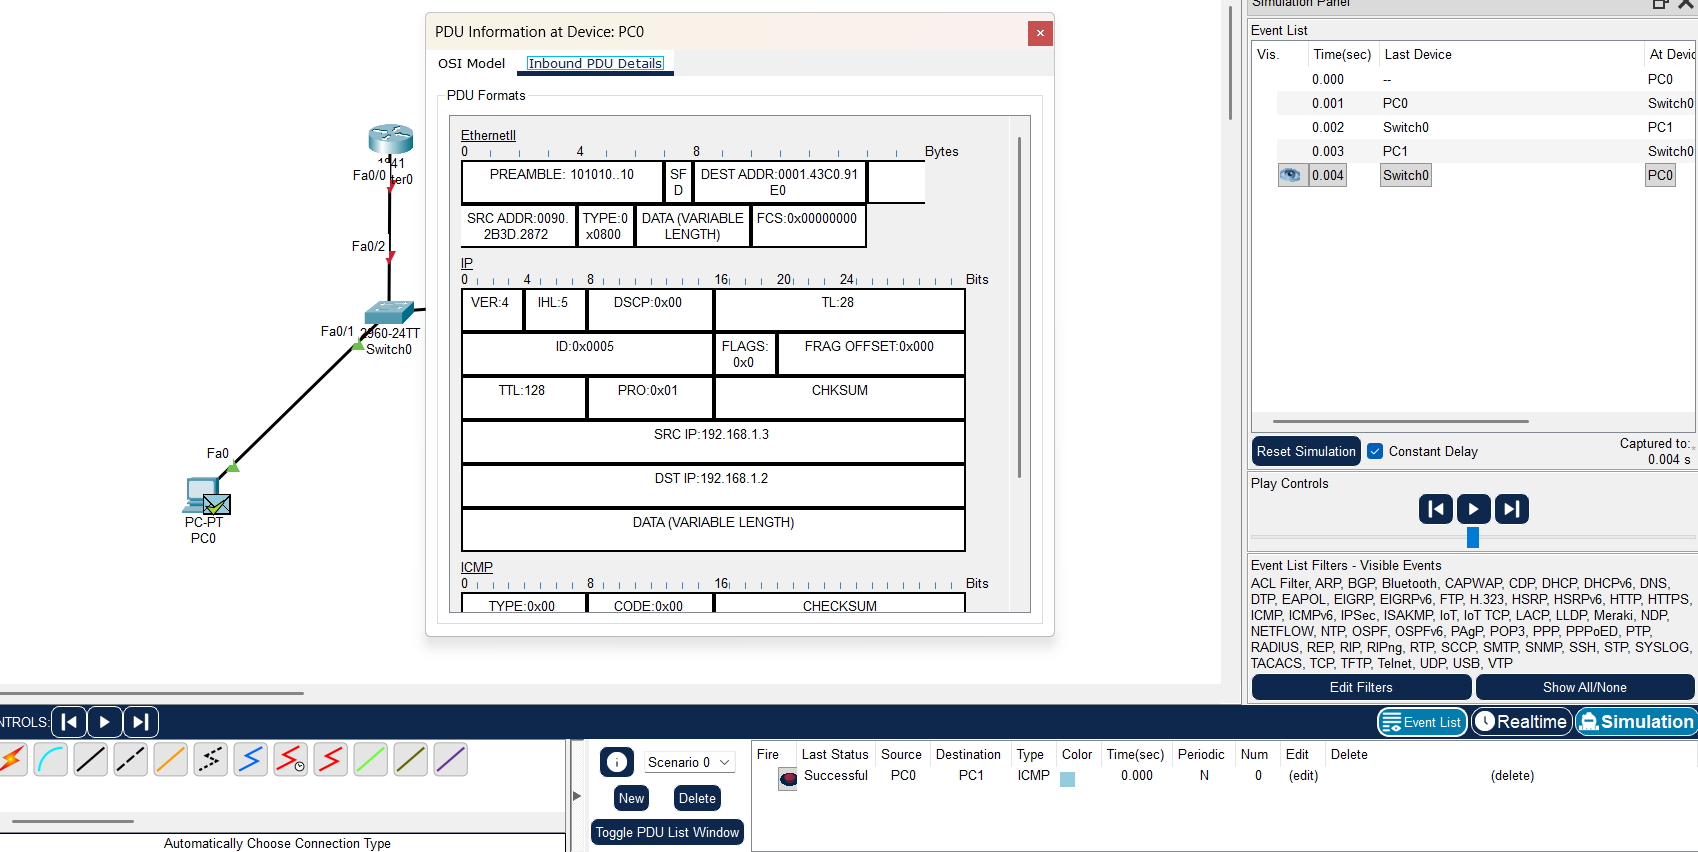 Simulation Panel
PDU Information at Device: PC0
OSI Model
Inbound PDU Details
PDU Formats
EthernetII
0 4 8 Bytes
PREAMBLE: 101010..10
SF
D
DEST ADDR:0001.43C0.91
E0
SRC ADDR:0090.
2B3D.2872
TYPE:0
x0800
DATA (VARIABLE
LENGTH)
FCS:0x00000000
IP
0 4 8 16 20 24 Bits
VER:4
IHL:5
DSCP:0x00
TL:28
ID:0x0005
FLAGS:
0x0
FRAG OFFSET:0x000
TTL:128
PRO:0x01
CHKSUM
SRC IP:192.168.1.3
DST IP:192.168.1.2
DATA (VARIABLE LENGTH)
ICMP
0 8 16 Bits
TYPE:0x00
CODE:0x00
CHECKSUM
Fa0/0
Fa0/2
Fa0/1
2960-24TT
Switch0
Fa0
PC-PT
PC0
Event List
Vis. Time(sec) Last Device At Devic
0.000 -- PC0
0.001 PC0 Switch0
0.002 Switch0 PC1
0.003 PC1 Switch0
0.004 Switch0 PC0
Reset Simulation
Constant Delay
Captured to:
0.004 s
Play Controls
Event List Filters - Visible Events
ACL Filter, ARP, BGP, Bluetooth, CAPWAP, CDP, DHCP, DHCPv6, DNS,
DTP, EAPOL, EIGRP, EIGRPv6, FTP, H.323, HSRP, HSRPv6, HTTP, HTTPS,
ICMP, ICMPv6, IPSec, ISAKMP, IoT, IoT TCP, LACP, LLDP, Meraki, NDP,
NETFLOW, NTP, OSPF, OSPFv6, PAgP, POP3, PPP, PPPoED, PTP,
RADIUS, REP, RIP, RIPng, RTP, SCCP, SMTP, SNMP, SSH, STP, SYSLOG,
TACACS, TCP, TFTP, Telnet, UDP, USB, VTP
Edit Filters
Show All/None
NTROLS:
Event List
Realtime
Simulation
Scenario 0
New
Delete
Toggle PDU List Window
Fire Last Status Source Destination Type Color Time(sec) Periodic Num Edit Delete
Successful PC0 PC1 ICMP 0.000 N 0 (edit) (delete)
Automatically Choose Connection Type